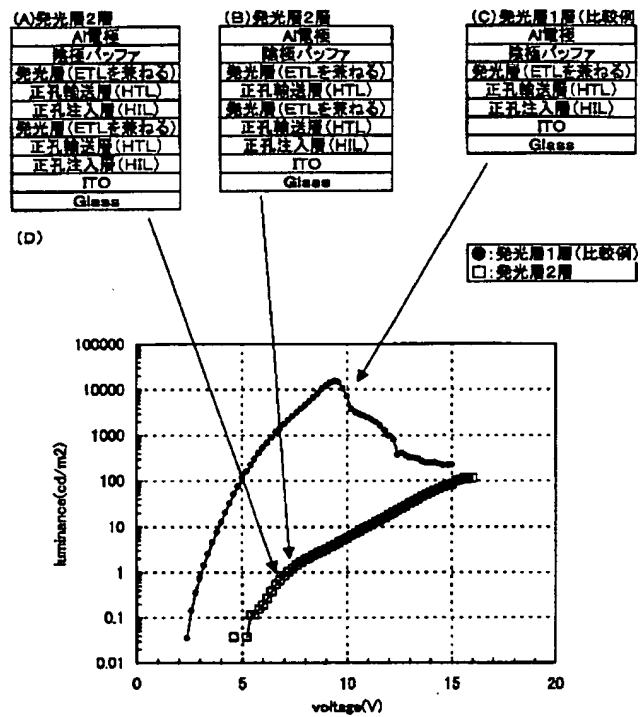 (A)発光層2層
Al電極
陰極バッファ
発光層(ETLを兼ねる)
正孔輸送層(HTL)
正孔注入層(HIL)
発光層(ETLを兼ねる)
正孔輸送層(HTL)
正孔注入層(HIL)
ITO
Glass
(B)発光層2層
Al電極
陰極バッファ
発光層(ETLを兼ねる)
正孔輸送層(HTL)
発光層(ETLを兼ねる)
正孔輸送層(HTL)
正孔注入層(HIL)
ITO
Glass
(C)発光層1層(比較例
Al電極
陰極バッファ
発光層(ETLを兼ねる)
正孔輸送層(HTL)
正孔注入層(HIL)
ITO
Glass
(D)
●:発光層1層(比較例)
□:発光層2層
100000
10000
1000
100
10
1
0.1
0.01
luminance(cd/m2)
0
5
10
15
20
voltage(V)